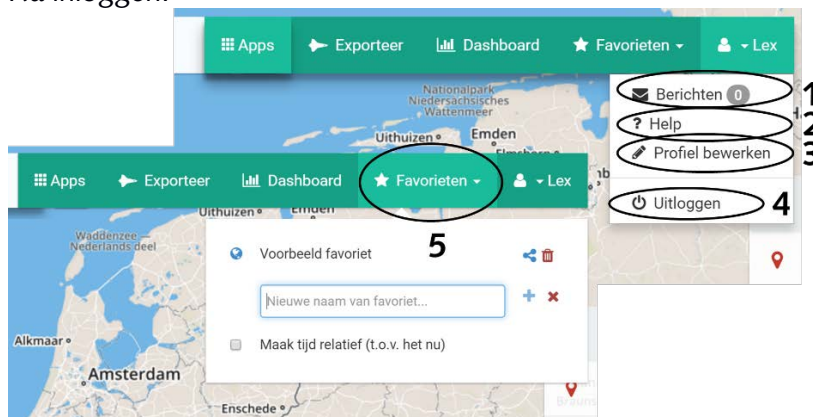 Apps Exporteer Dashboard Favorieten Lex
Nationalpark
Niedersächsisches
Wattenmeer
Uithuizen
Emden
Berichten 0 1
? Help 2
Profiel bewerken 3
Uitloggen 4
Apps Exporteer Dashboard Favorieten Lex
Uithuizen Emden
Waddenzee —
Nederlands deel
5
Voorbeeld favoriet
Nieuwe naam van favoriet...
Maak tijd relatief (t.o.v. het nu)
Alkmaar
Amsterdam
Enschede